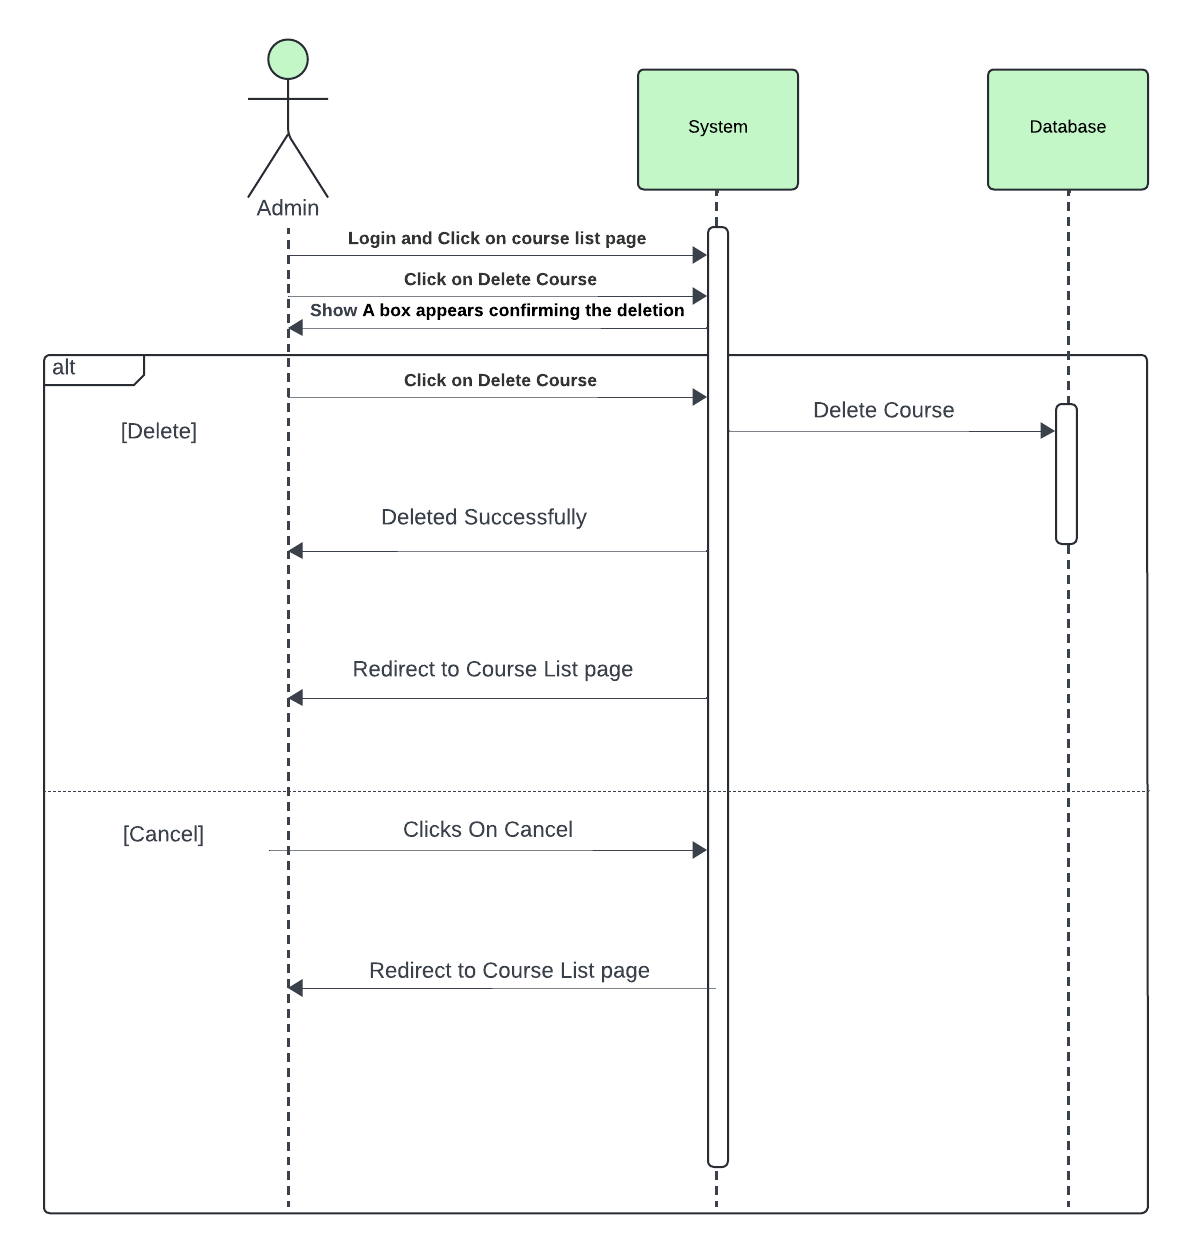 System
Database
Admin
Login and Click on course list page
Click on Delete Course
Show A box appears confirming the deletion
alt
Click on Delete Course
Delete Course
[Delete]
Deleted Successfully
Redirect to Course List page
[Cancel]
Clicks On Cancel
Redirect to Course List page